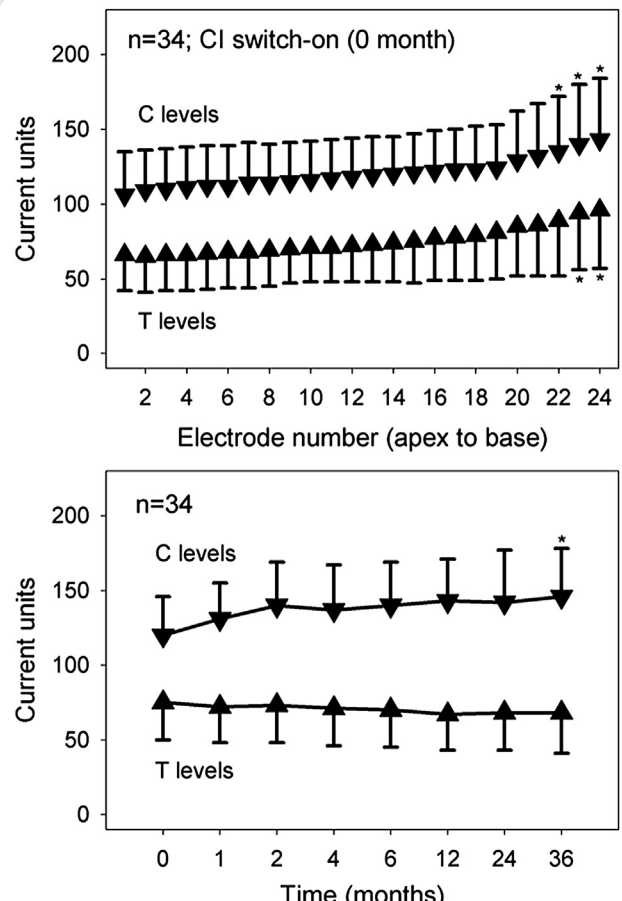 n=34; CI switch-on (0 month)
200
150
100
50
0
Current units
C levels
T levels
* * *
* *
2 4 6 8 10 12 14 16 18 20 22 24
Electrode number (apex to base)
n=34
200
150
100
50
0
Current units
C levels
T levels
*
0 1 2 4 6 12 24 36
Time (months)